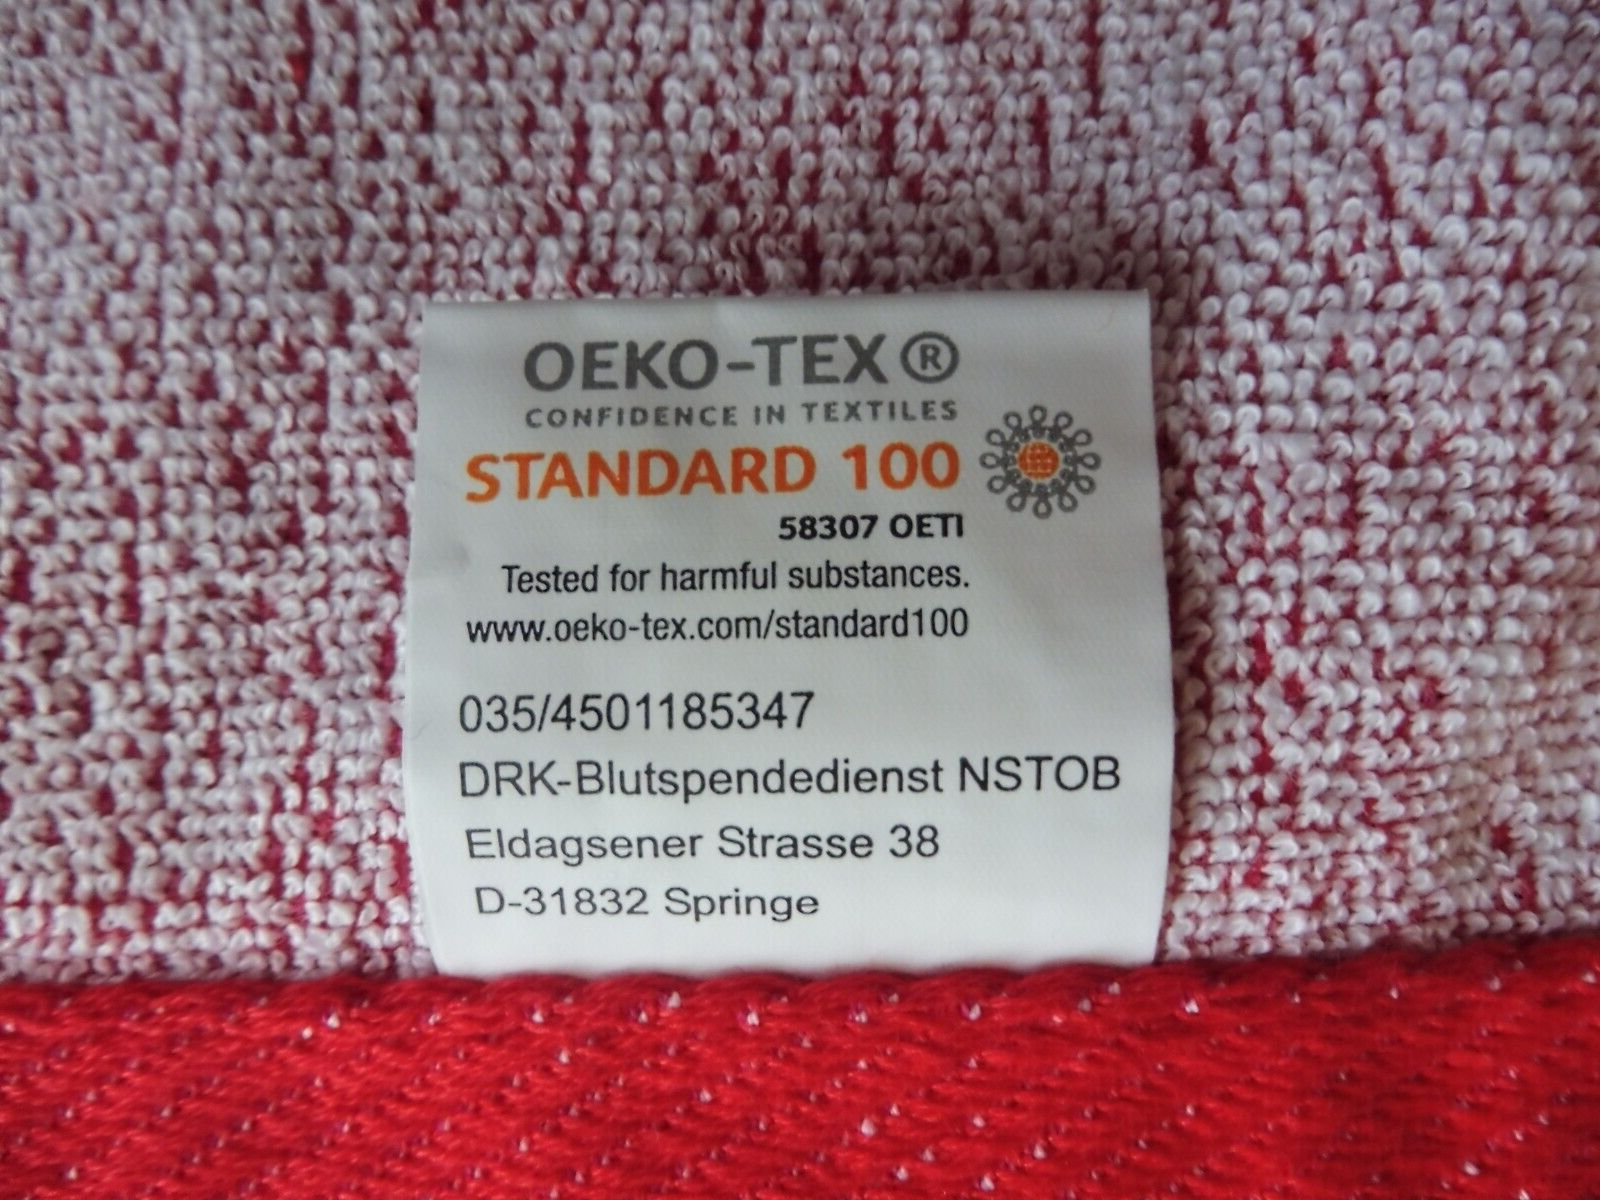 OEKO-TEX®
CONFIDENCE IN TEXTILES
STANDARD 100
58307 OETI
Tested for harmful substances.
www.oeko-tex.com/standard100
035/4501185347
DRK-Blutspendedienst NSTOB
Eldagsener Strasse 38
D-31832 Springe